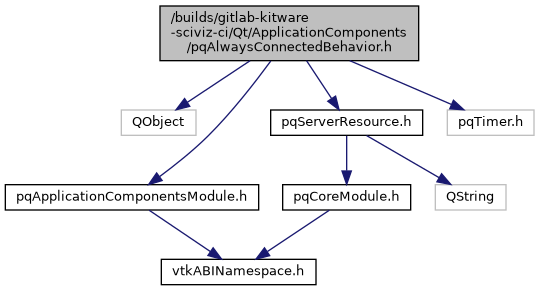 /builds/gitlab-kitware
-sciviz-ci/Qt/ApplicationComponents
/pqAlwaysConnectedBehavior.h
QObject
pqServerResource.h
pqTimer.h
pqApplicationComponentsModule.h
pqCoreModule.h
QString
vtkABINamespace.h